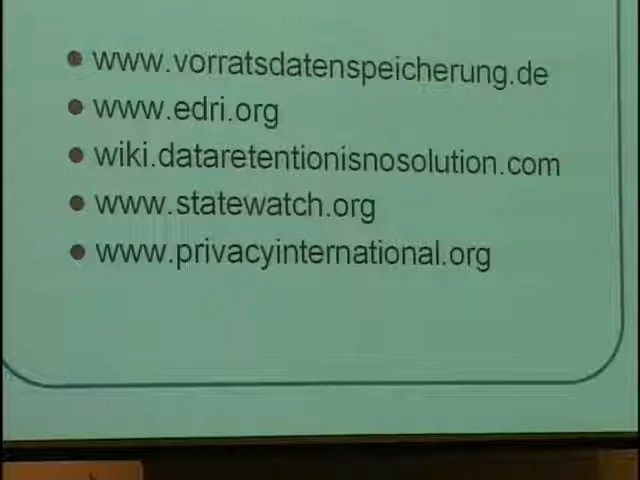 www.vorratsdatenspeicherung.de
www.edri.org
wiki.dataretentionisnosolution.com
www.statewatch.org
www.privacyinternational.org